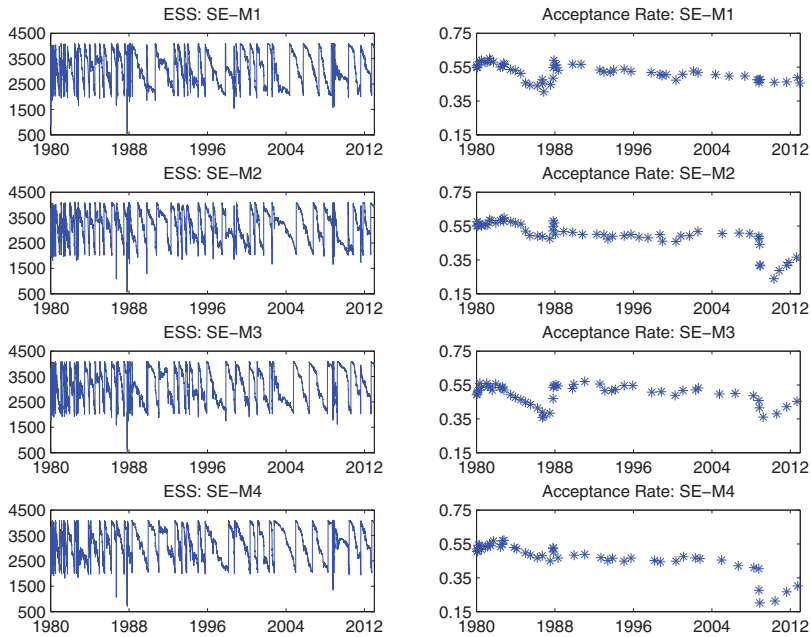 ESS: SE−M1
4500
3500
2500
1500
500
1980 1988 1996 2004 2012
Acceptance Rate: SE−M1
0.75
0.55
0.35
0.15
1980 1988 1996 2004 2012
ESS: SE−M2
4500
3500
2500
1500
500
1980 1988 1996 2004 2012
Acceptance Rate: SE−M2
0.75
0.55
0.35
0.15
1980 1988 1996 2004 2012
ESS: SE−M3
4500
3500
2500
1500
500
1980 1988 1996 2004 2012
Acceptance Rate: SE−M3
0.75
0.55
0.35
0.15
1980 1988 1996 2004 2012
ESS: SE−M4
4500
3500
2500
1500
500
1980 1988 1996 2004 2012
Acceptance Rate: SE−M4
0.75
0.55
0.35
0.15
1980 1988 1996 2004 2012